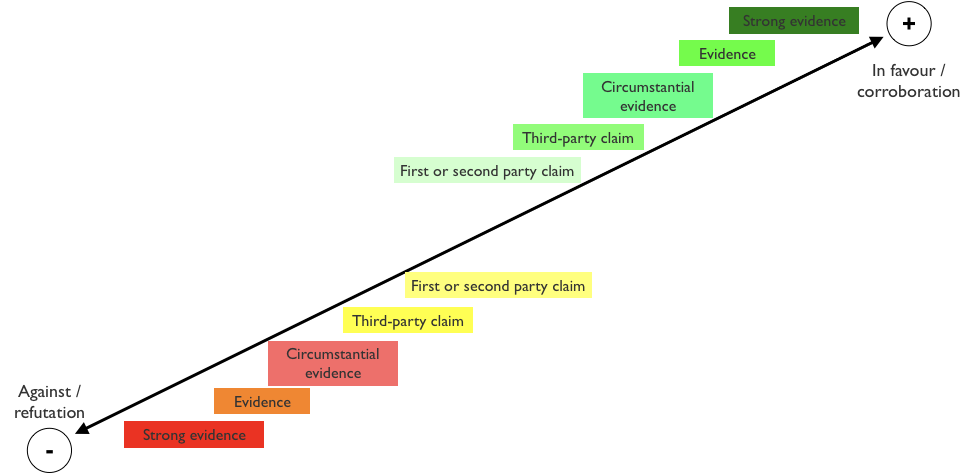 Strong evidence
+
Evidence
In favour /
corroboration
Circumstantial
evidence
Third-party claim
First or second party claim
First or second party claim
Third-party claim
Circumstantial
evidence
Against /
refutation
Evidence
Strong evidence
-